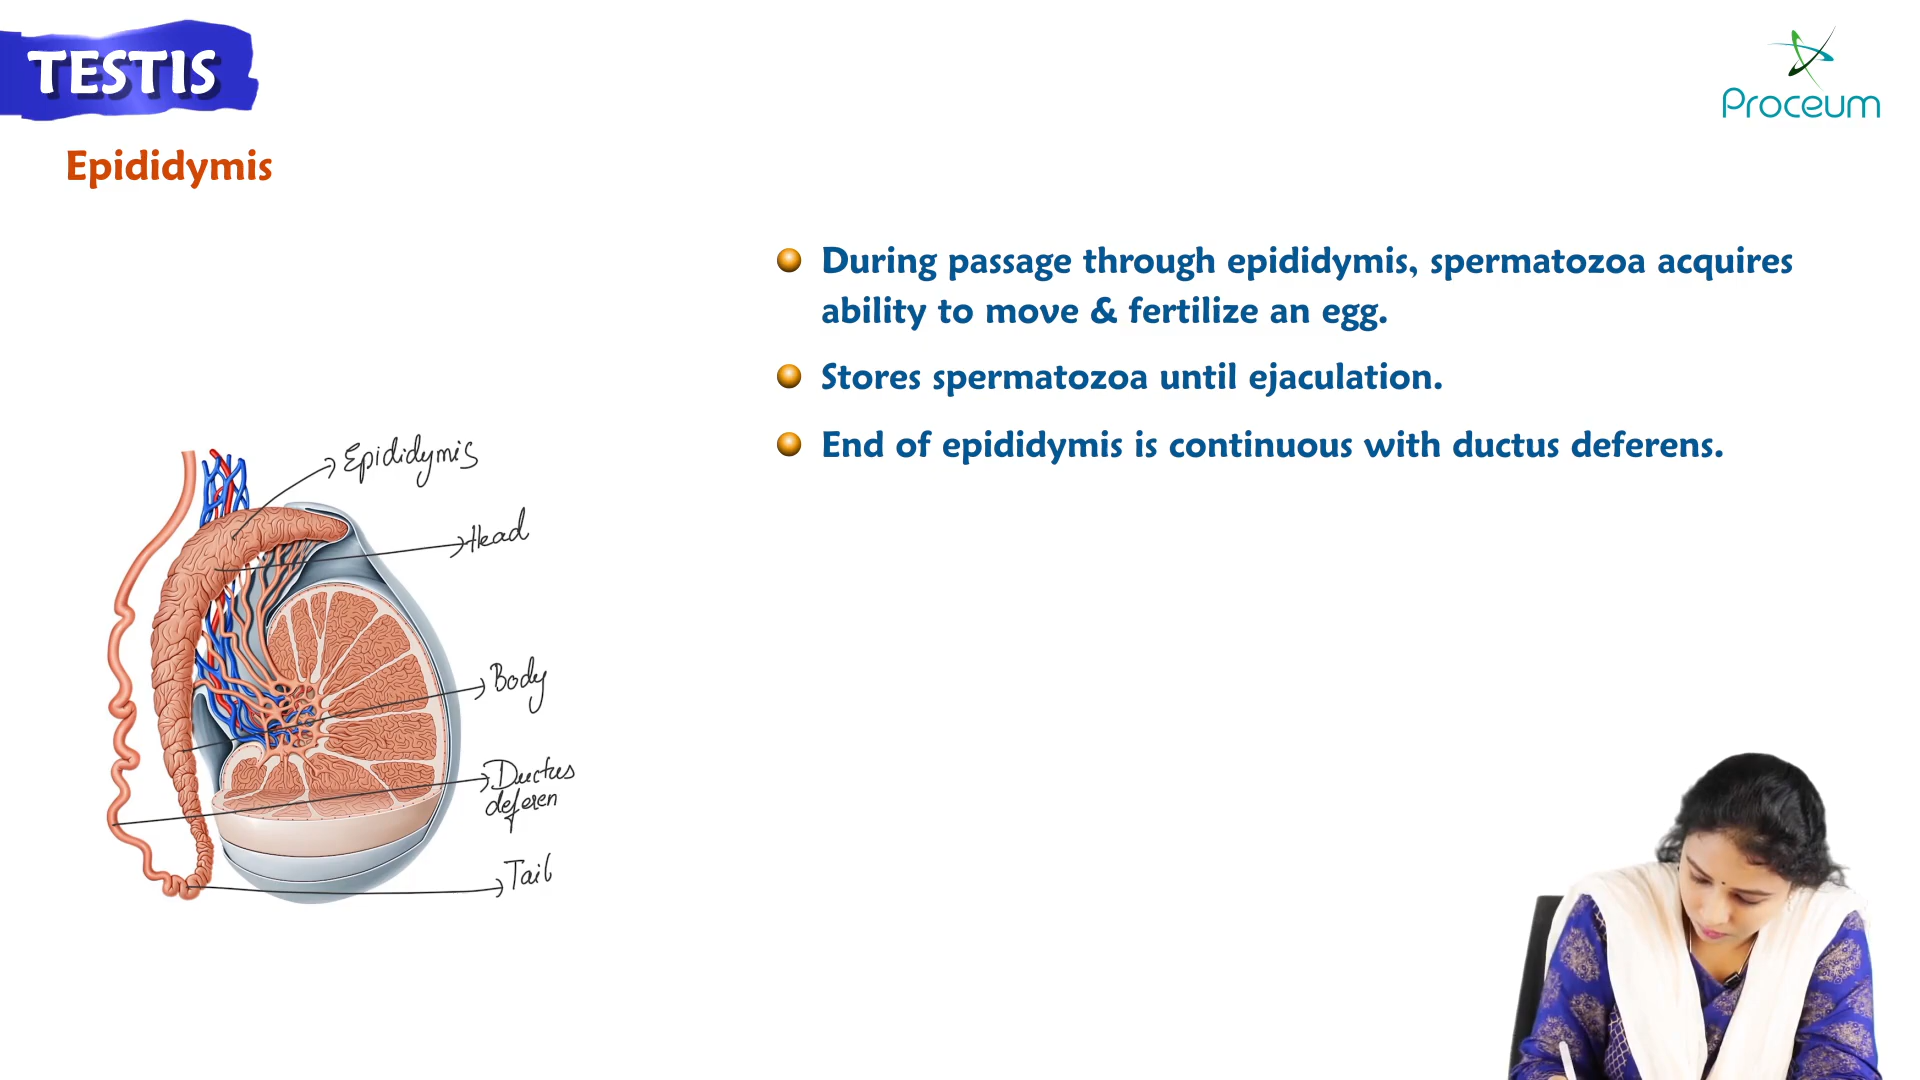 TESTIS
Proceum
Epididymis
During passage through epididymis, spermatozoa acquires
ability to move & fertilize an egg.
Stores spermatozoa until ejaculation.
End of epididymis is continuous with ductus deferens.
Epididymis
Head
Body
Ductus
deferen
Tail